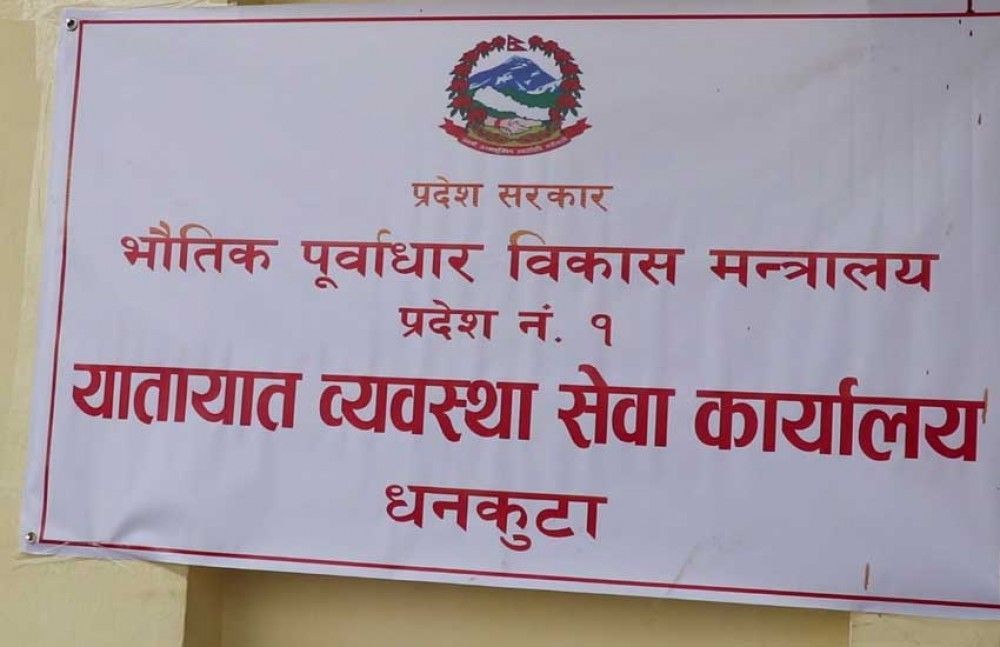 प्रदेश सरकार
भौतिक पूर्वाधार विकास मन्त्रालय
प्रदेश नं. १
यातायात व्यवस्था सेवा कार्यालय
धनकुटा